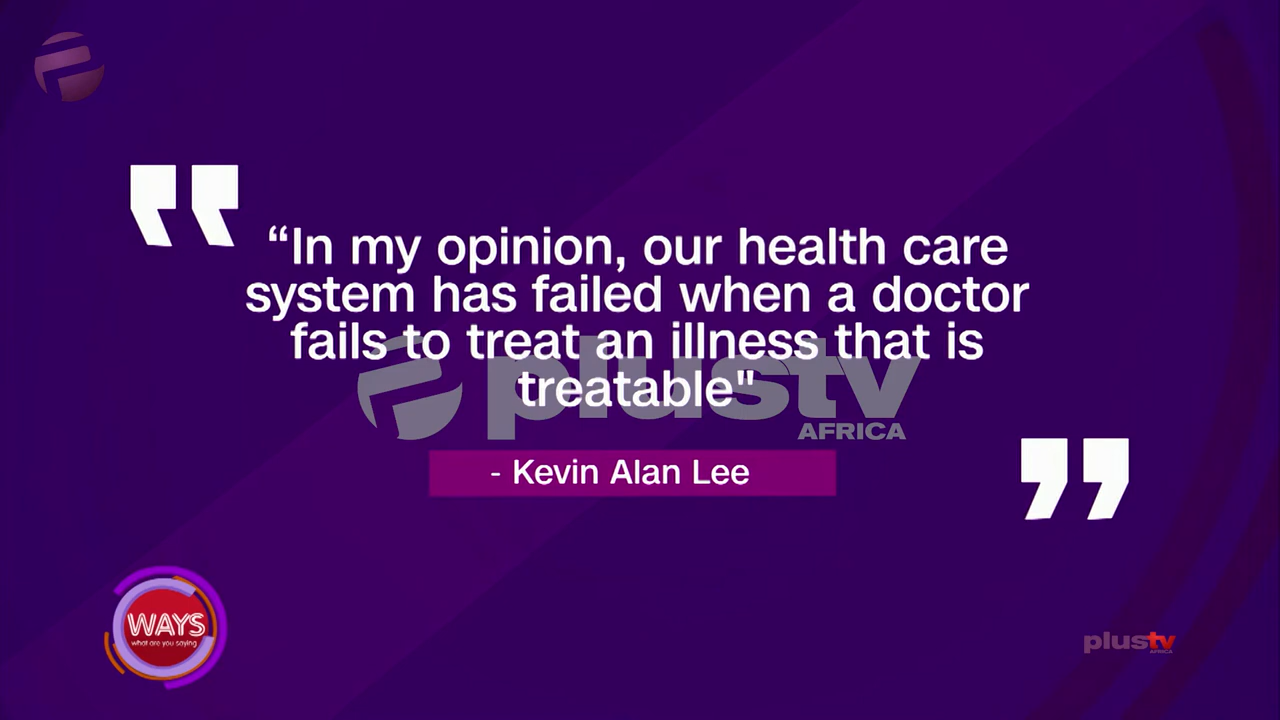 “In my opinion, our health care
system has failed when a doctor
fails to treat an illness that is
treatable"
plustv
AFRICA
- Kevin Alan Lee
WAYS
what are you saying
plustv
AFRICA